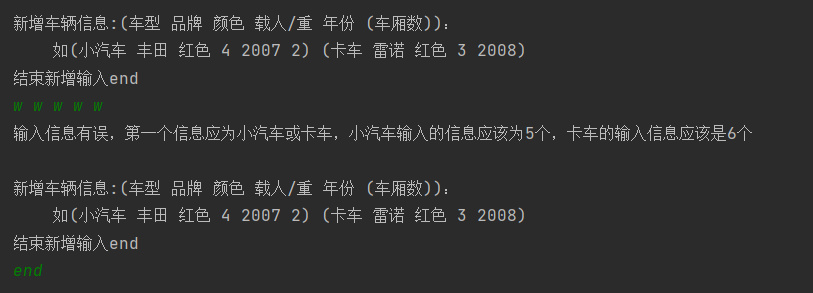 新增车辆信息:(车型 品牌 颜色 载人/重 年份 (车厢数)):
如(小汽车 丰田 红色 4 2007 2) (卡车 雷诺 红色 3 2008)
结束新增输入end
w w w w w
输入信息有误，第一个信息应为小汽车或卡车，小汽车输入的信息应该为5个，卡车的输入信息应该是6个
新增车辆信息:(车型 品牌 颜色 载人/重 年份 (车厢数)):
如(小汽车 丰田 红色 4 2007 2) (卡车 雷诺 红色 3 2008)
结束新增输入end
end